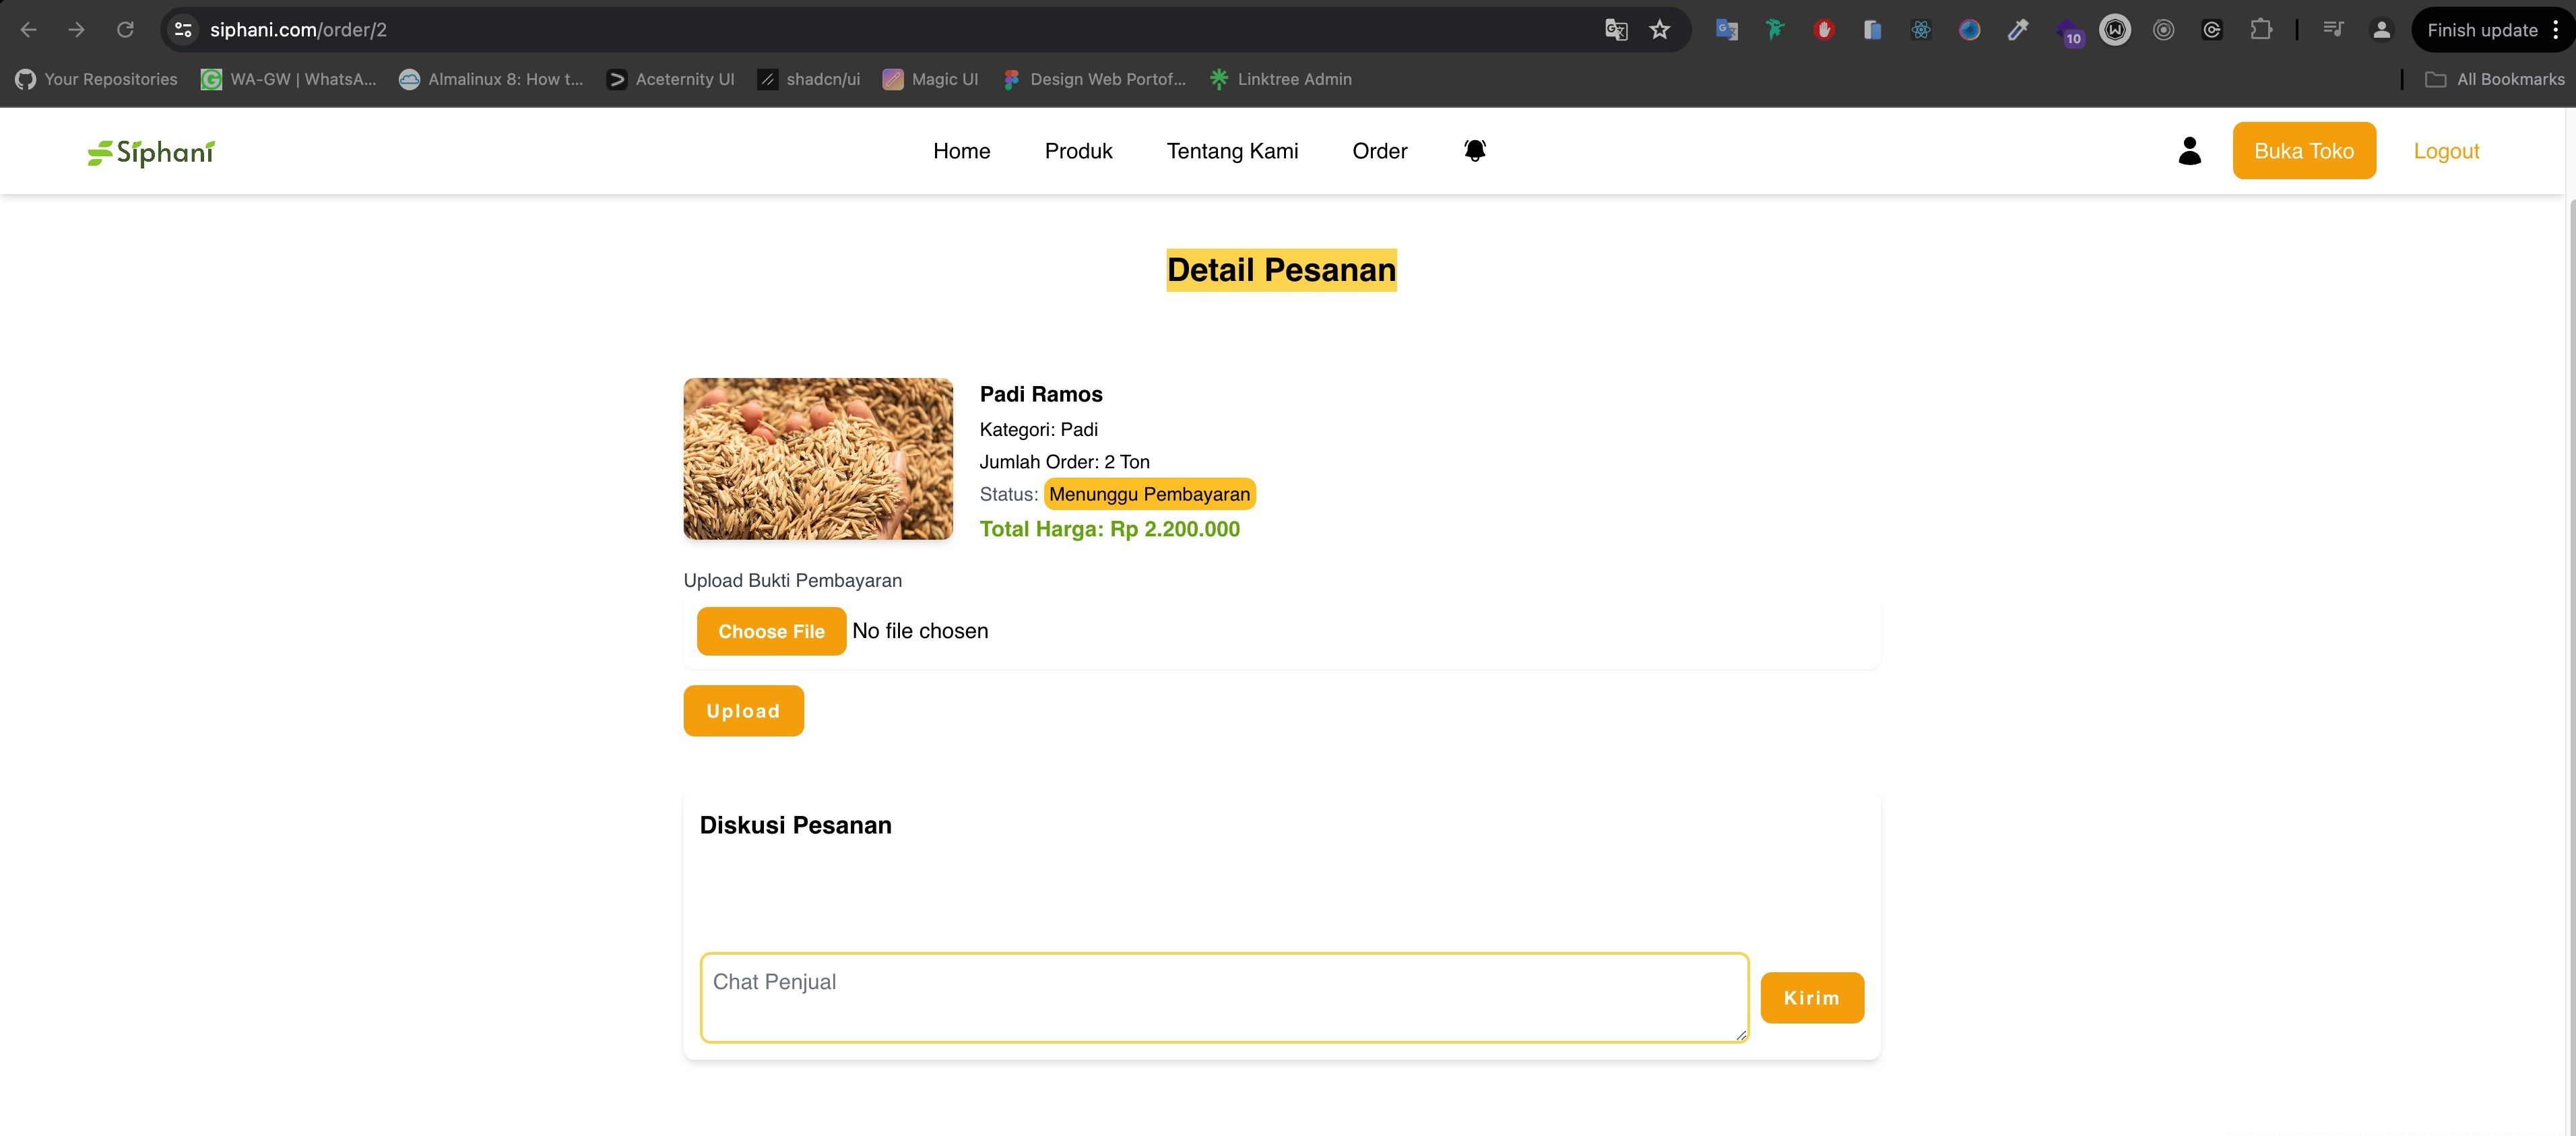 siphani.com/order/2
10
Finish update
Your Repositories
WA-GW | WhatsA...
Almalinux 8: How t...
Aceternity UI
shadcn/ui
Magic UI
Design Web Portof...
Linktree Admin
All Bookmarks
Siphani
Home
Produk
Tentang Kami
Order
Buka Toko
Logout
Detail Pesanan
Padi Ramos
Kategori: Padi
Jumlah Order: 2 Ton
Status: Menunggu Pembayaran
Total Harga: Rp 2.200.000
Upload Bukti Pembayaran
Choose File No file chosen
Upload
Diskusi Pesanan
Chat Penjual
Kirim